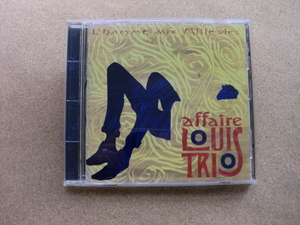 L'homme aux Mille vies
affaire
LOUIS
TRIO